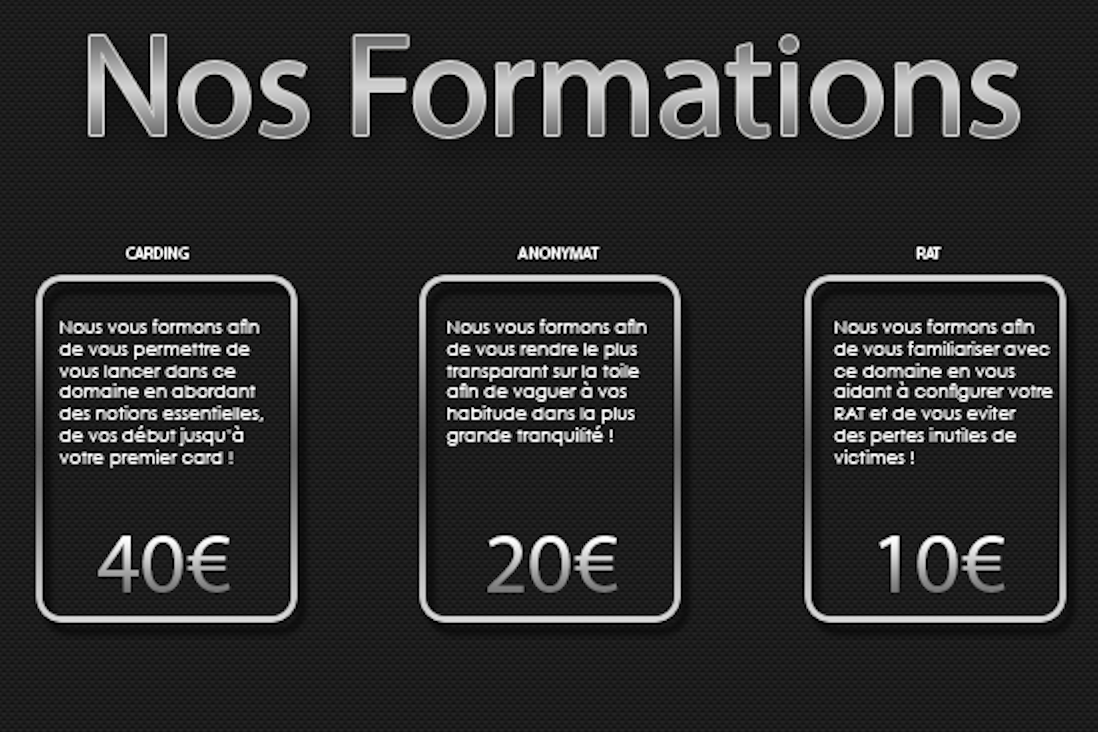 Nos Formations
CARDING
Nous vous formons afin
de vous permettre de
vous lancer dans ce
domaine en abordant
des notions essentielles,
de vos début jusqu'à
votre premier card !
40€
ANONYMAT
Nous vous formons afin
de vous rendre le plus
transparant sur la toile
afin de vaguer à vos
habitude dans la plus
grande tranquilité !
20€
RAT
Nous vous formons afin
de vous familiariser avec
ce domaine en vous
aidant à configurer votre
RAT et de vous eviter
des pertes inutiles de
victimes !
10€